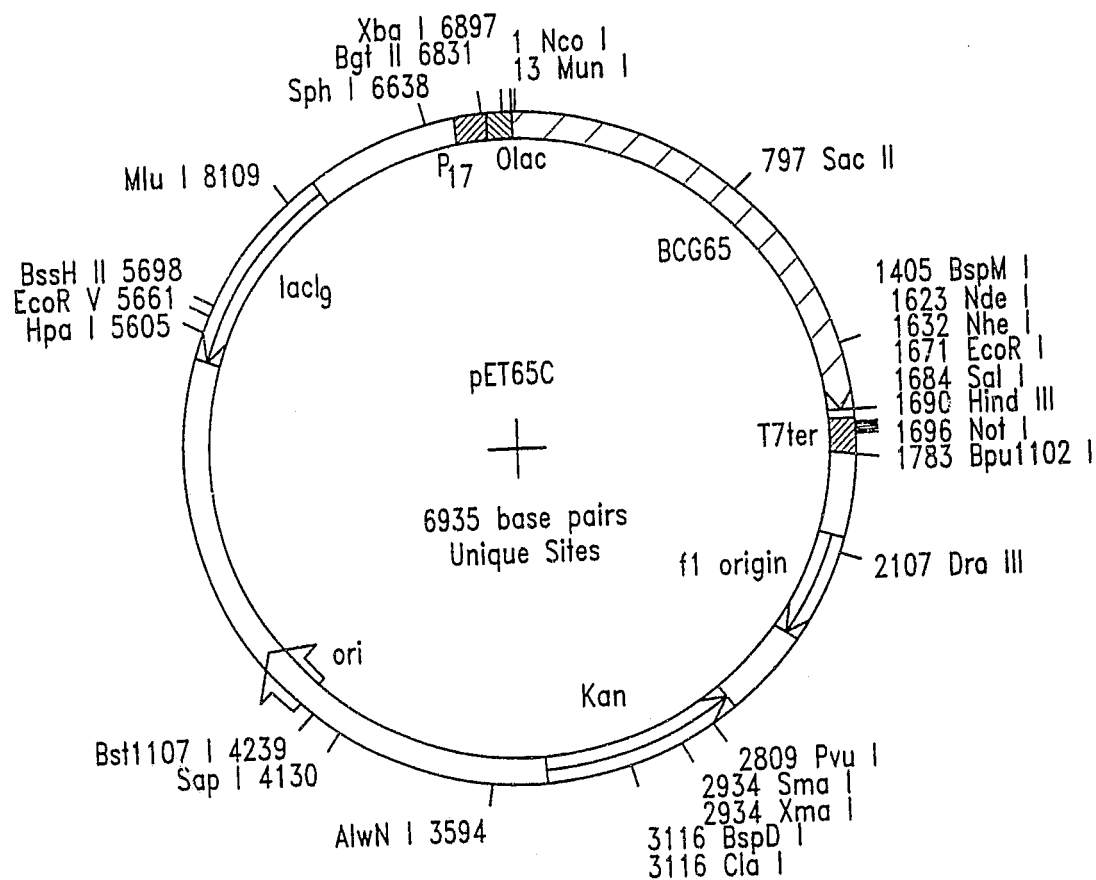 Xba I 6897
Bgt II 6831
Sph I 6638
1 Nco I
13 Mun I
P17
Olac
Mlu I 8109
797 Sac II
BCG65
BssH II 5698
EcoR V 5661
Hpa I 5605
lacIg
1405 BspM I
1623 Nde I
1632 Nhe I
1671 EcoR I
1684 Sal I
1690 Hind III
1696 Not I
1783 Bpu1102 I
pET65C
T7ter
6935 base pairs
Unique Sites
f1 origin
2107 Dra III
ori
Kan
Bst1107 I 4239
Sap I 4130
2809 Pvu I
2934 Sma I
2934 Xma I
AlwN I 3594
3116 BspD I
3116 Cla I